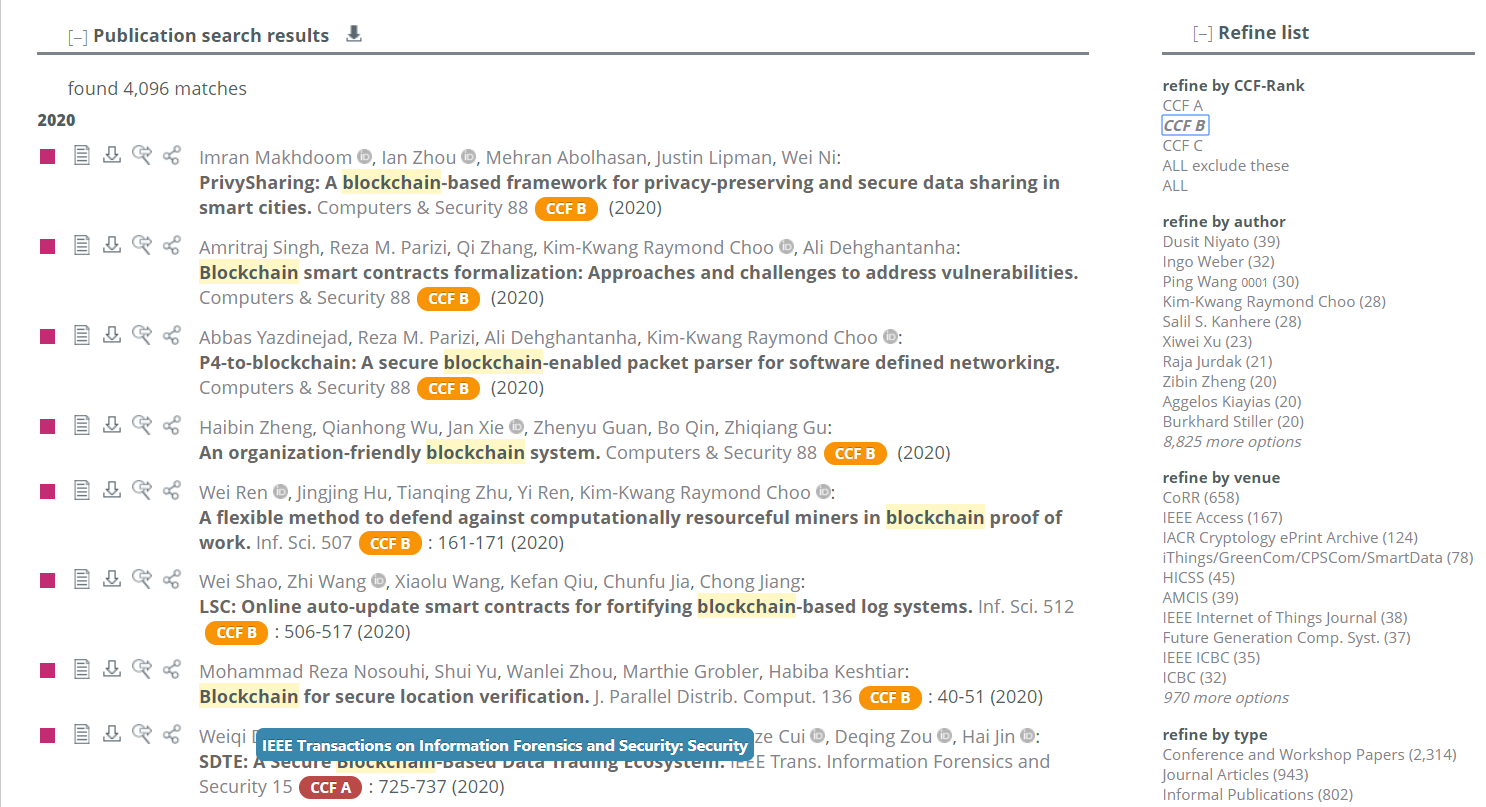 [−] Publication search results
found 4,096 matches
2020
Imran Makhdoom, Ian Zhou, Mehran Abolhasan, Justin Lipman, Wei Ni:
PrivySharing: A blockchain-based framework for privacy-preserving and secure data sharing in
smart cities. Computers & Security 88 CCF B (2020)
Amritraj Singh, Reza M. Parizi, Qi Zhang, Kim-Kwang Raymond Choo, Ali Dehghantanha:
Blockchain smart contracts formalization: Approaches and challenges to address vulnerabilities.
Computers & Security 88 CCF B (2020)
Abbas Yazdinejad, Reza M. Parizi, Ali Dehghantanha, Kim-Kwang Raymond Choo:
P4-to-blockchain: A secure blockchain-enabled packet parser for software defined networking.
Computers & Security 88 CCF B (2020)
Haibin Zheng, Qianhong Wu, Jan Xie, Zhenyu Guan, Bo Qin, Zhiqiang Gu:
An organization-friendly blockchain system. Computers & Security 88 CCF B (2020)
Wei Ren, Jingjing Hu, Tianqing Zhu, Yi Ren, Kim-Kwang Raymond Choo:
A flexible method to defend against computationally resourceful miners in blockchain proof of
work. Inf. Sci. 507 CCF B : 161-171 (2020)
Wei Shao, Zhi Wang, Xiaolu Wang, Kefan Qiu, Chunfu Jia, Chong Jiang:
LSC: Online auto-update smart contracts for fortifying blockchain-based log systems. Inf. Sci. 512
CCF B : 506-517 (2020)
Mohammad Reza Nosouhi, Shui Yu, Wanlei Zhou, Marthie Grobler, Habiba Keshtiar:
Blockchain for secure location verification. J. Parallel Distrib. Comput. 136 CCF B : 40-51 (2020)
Weiqi ze Cui, Deqing Zou, Hai Jin:
IEEE Transactions on Information Forensics and Security: Security
SDTE: A Secure Blockchain-Based Data Trading Ecosystem. IEEE Trans. Information Forensics and
Security 15 CCF A : 725-737 (2020)
[−] Refine list
refine by CCF-Rank
CCF A
CCF B
CCF C
ALL exclude these
ALL
refine by author
Dusit Niyato (39)
Ingo Weber (32)
Ping Wang 0001 (30)
Kim-Kwang Raymond Choo (28)
Salil S. Kanhere (28)
Xiwei Xu (23)
Raja Jurdak (21)
Zibin Zheng (20)
Aggelos Kiayias (20)
Burkhard Stiller (20)
8,825 more options
refine by venue
CoRR (658)
IEEE Access (167)
IACR Cryptology ePrint Archive (124)
iThings/GreenCom/CPSCom/SmartData (78)
HICSS (45)
AMCIS (39)
IEEE Internet of Things Journal (38)
Future Generation Comp. Syst. (37)
IEEE ICBC (35)
ICBC (32)
970 more options
refine by type
Conference and Workshop Papers (2,314)
Journal Articles (943)
Informal Publications (802)